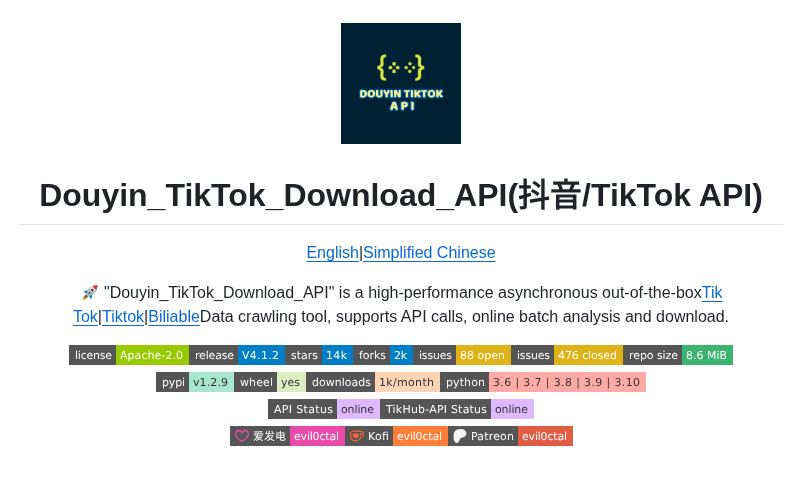 {⁘⁘}
DOUYIN TIKTOK
API
Douyin_TikTok_Download_API(抖音/TikTok API)
English|Simplified Chinese
🚀 "Douyin_TikTok_Download_API" is a high-performance asynchronous out-of-the-boxTik
Tok|Tiktok|BiliableData crawling tool, supports API calls, online batch analysis and download.
license Apache-2.0 release V4.1.2 stars 14k forks 2k issues 88 open issues 476 closed repo size 8.6 MiB
pypi v1.2.9 wheel yes downloads 1k/month python 3.6 | 3.7 | 3.8 | 3.9 | 3.10
API Status online TikHub-API Status online
爱发电 evil0ctal Kofi evil0ctal Patreon evil0ctal